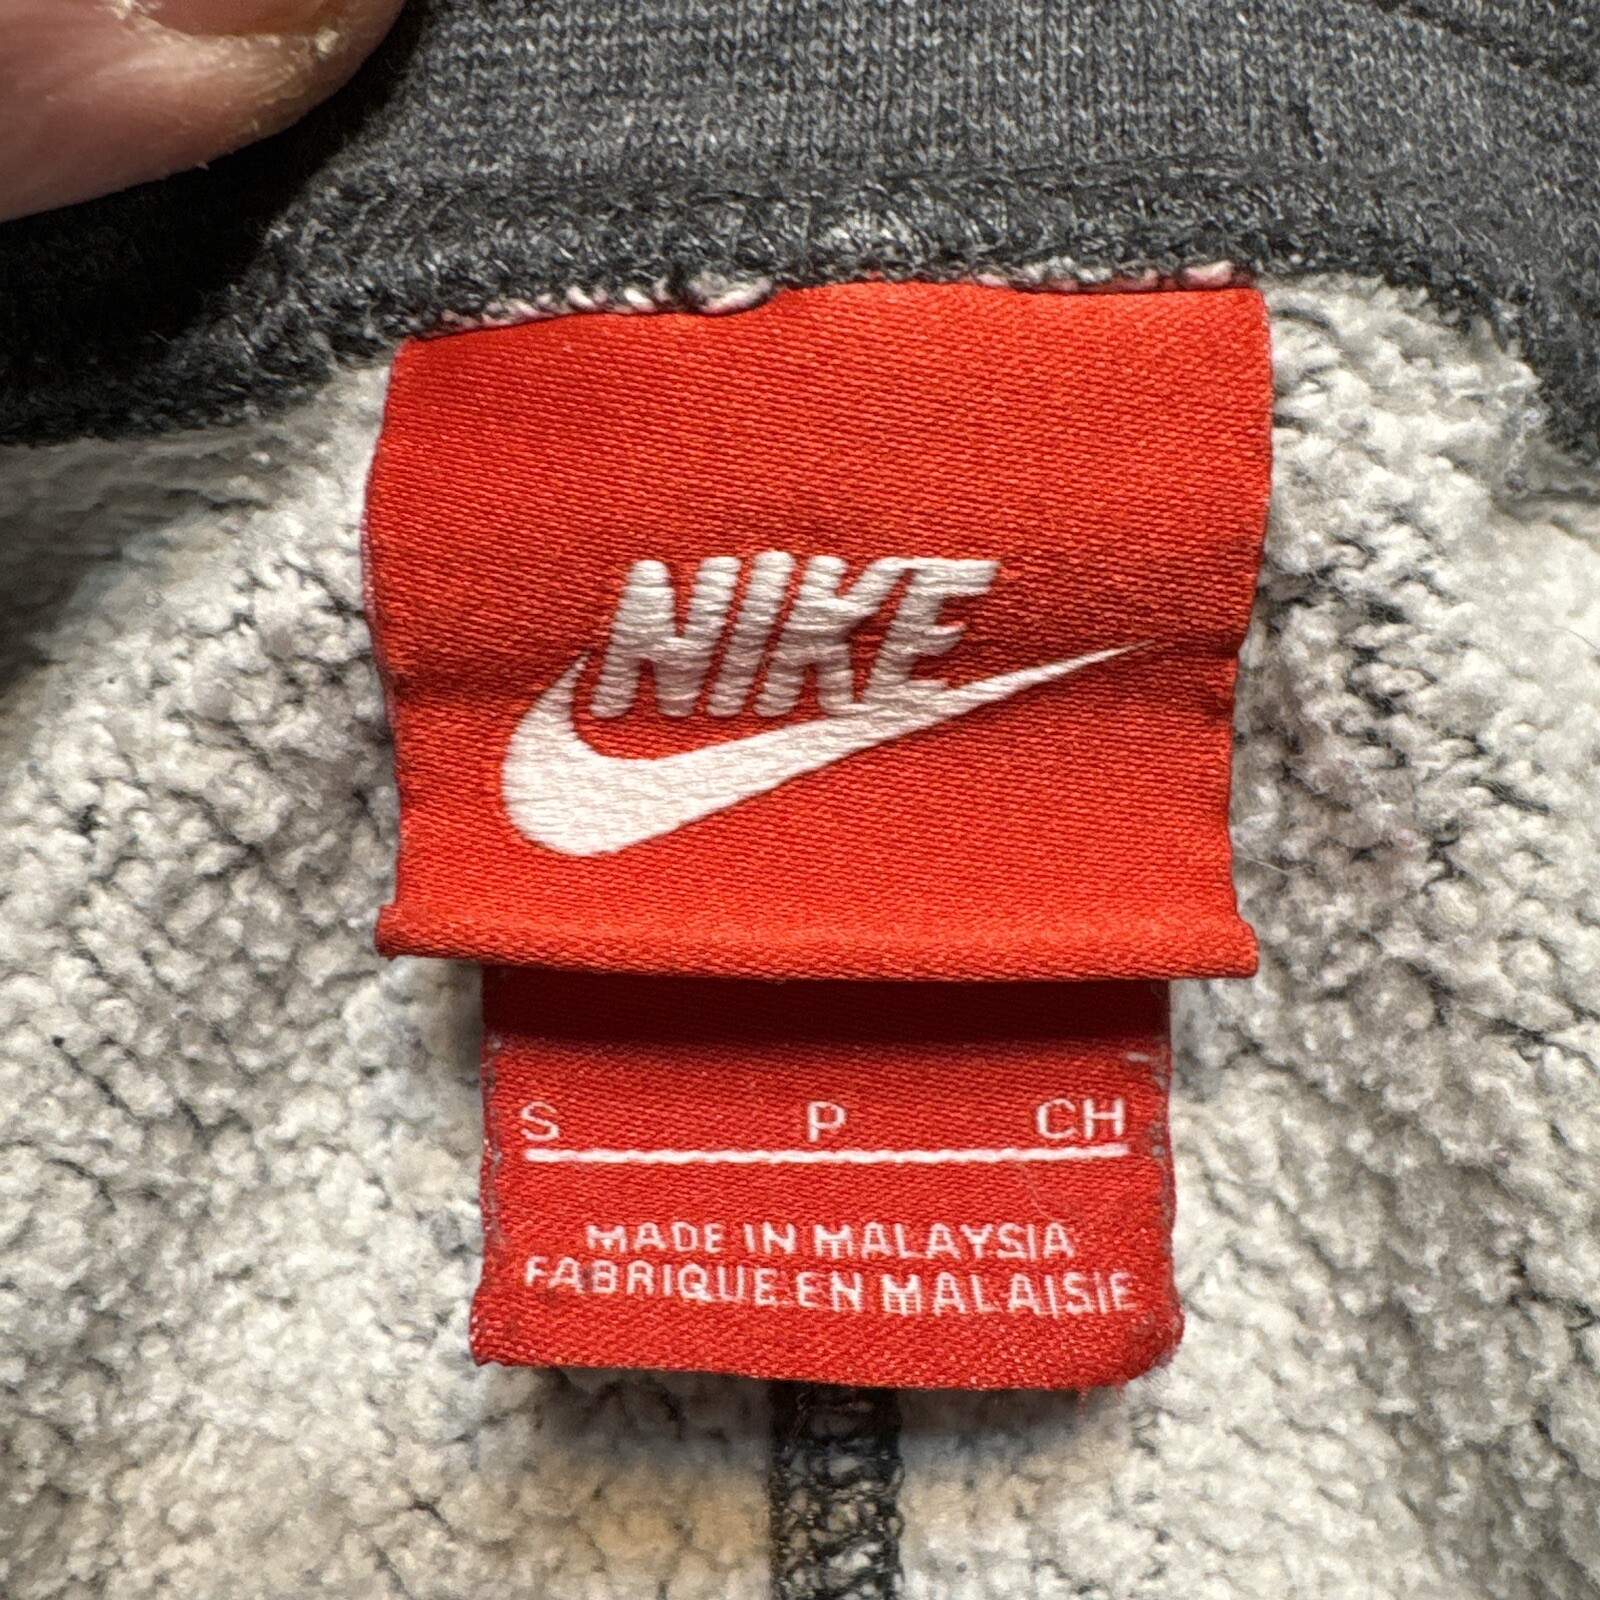 NIKE
S P CH
MADE IN MALAYSIA
FABRIQUE EN MALAISIE